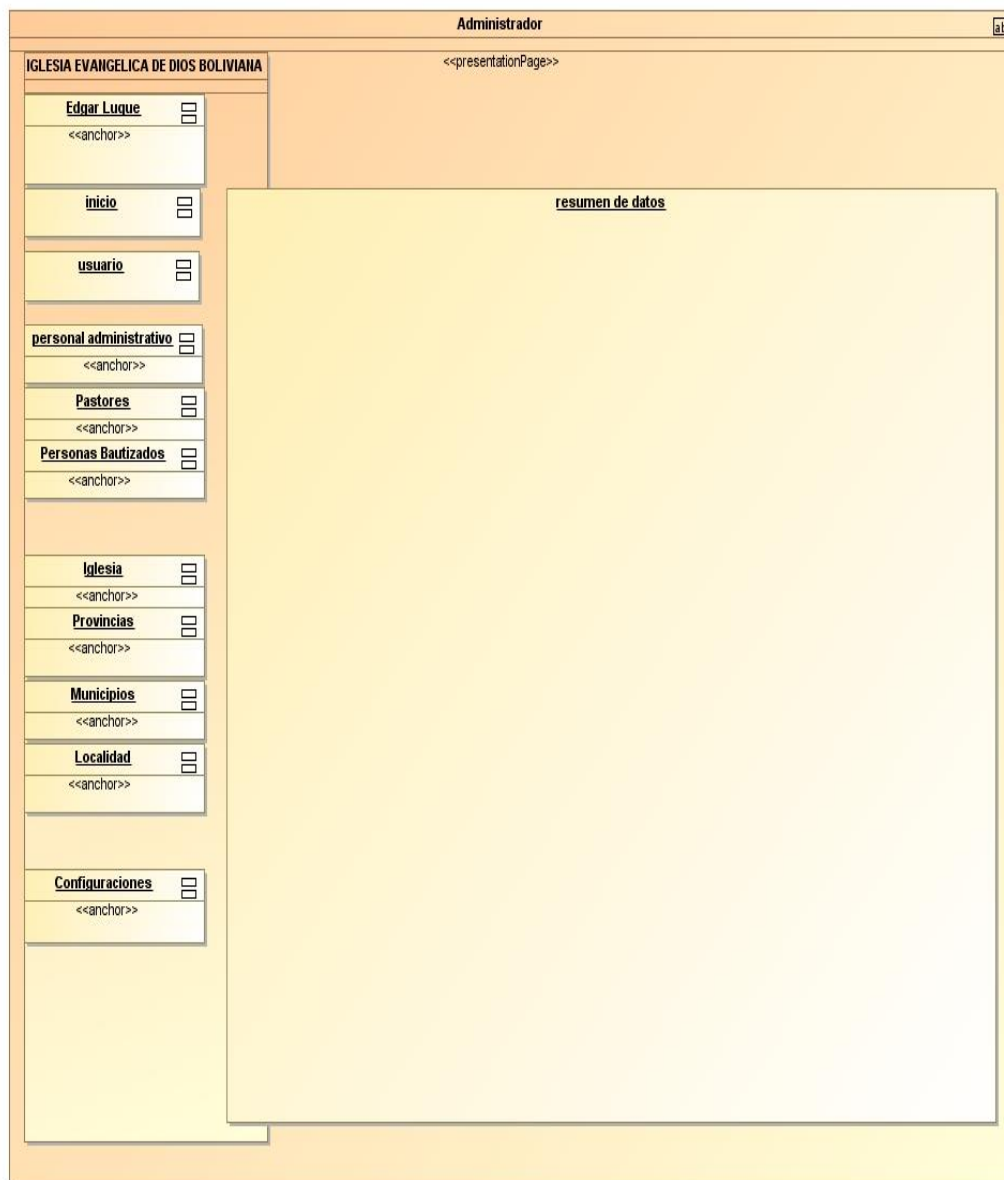 Administrador
<<presentationPage>>
IGLESIA EVANGELICA DE DIOS BOLIVIANA
Edgar Luque
<<anchor>>
inicio
usuario
personal administrativo
<<anchor>>
Pastores
<<anchor>>
Personas Bautizados
<<anchor>>
Iglesia
<<anchor>>
Provincias
<<anchor>>
Municipios
<<anchor>>
Localidad
<<anchor>>
Configuraciones
<<anchor>>
resumen de datos